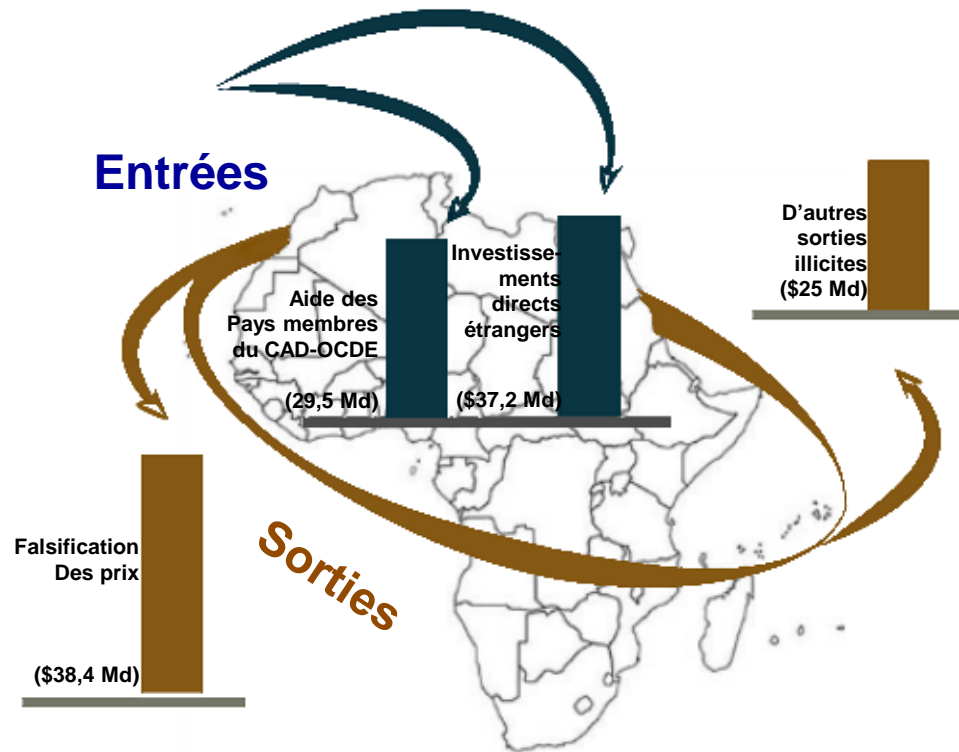 Entrées
Aide des
Pays membres
du CAD-OCDE
(29,5 Md)
Investisse-
ments
directs
étrangers
($37,2 Md)
D’autres
sorties
illicites
($25 Md)
Sorties
Falsification
Des prix
($38,4 Md)